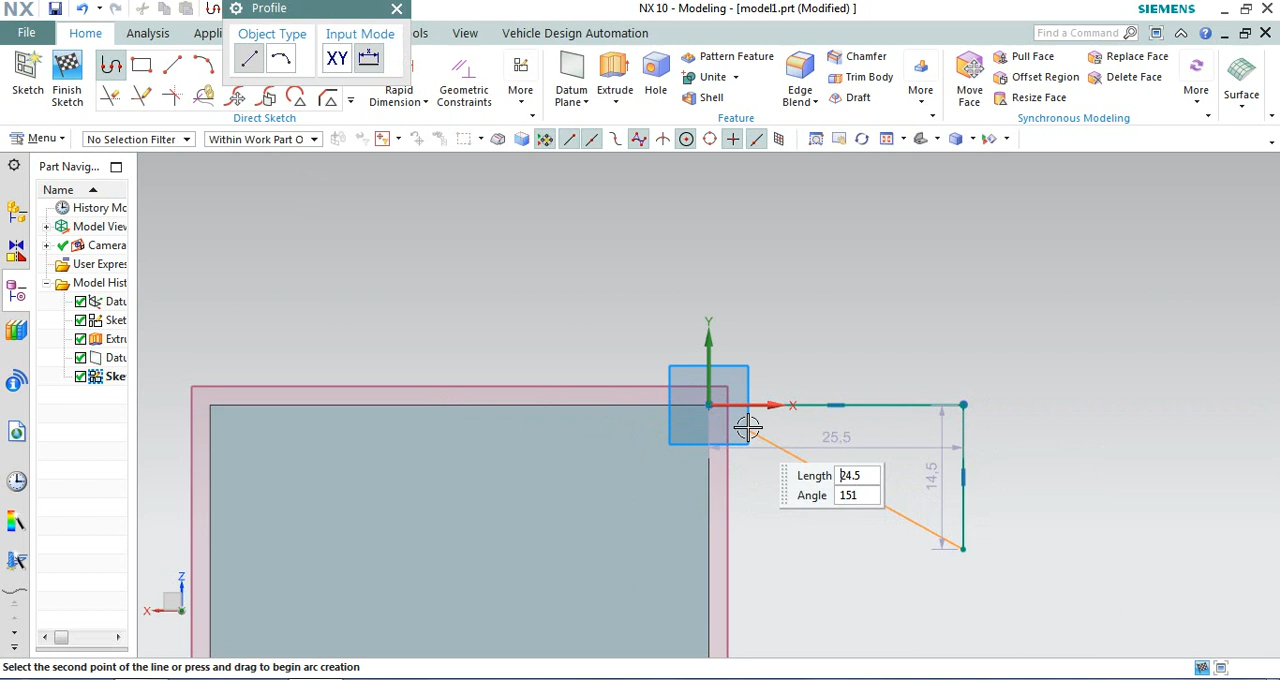 NX
Profile
NX 10 - Modeling - [model1.prt (Modified) ]
SIEMENS
File
Home
Analysis
Appli
ols
View
Vehicle Design Automation
Find a Command
Object Type
Input Mode
XY
Sketch
Finish
Sketch
Rapid
Dimension
Geometric
Constraints
More
Direct Sketch
Datum
Plane
Extrude
Hole
Pattern Feature
Unite
Shell
Edge
Blend
Chamfer
Trim Body
Draft
More
Feature
Move
Face
Pull Face
Offset Region
Resize Face
Replace Face
Delete Face
More
Synchronous Modeling
Surface
Menu
No Selection Filter
Within Work Part O
Part Navig
Name
History Mo
Model View
Camera
User Expres
Model Hist
Datu
Sket
Extru
Datu
Ske
Y
X
25,5
14,5
Length 24.5
Angle 151
Z
X
Select the second point of the line or press and drag to begin arc creation